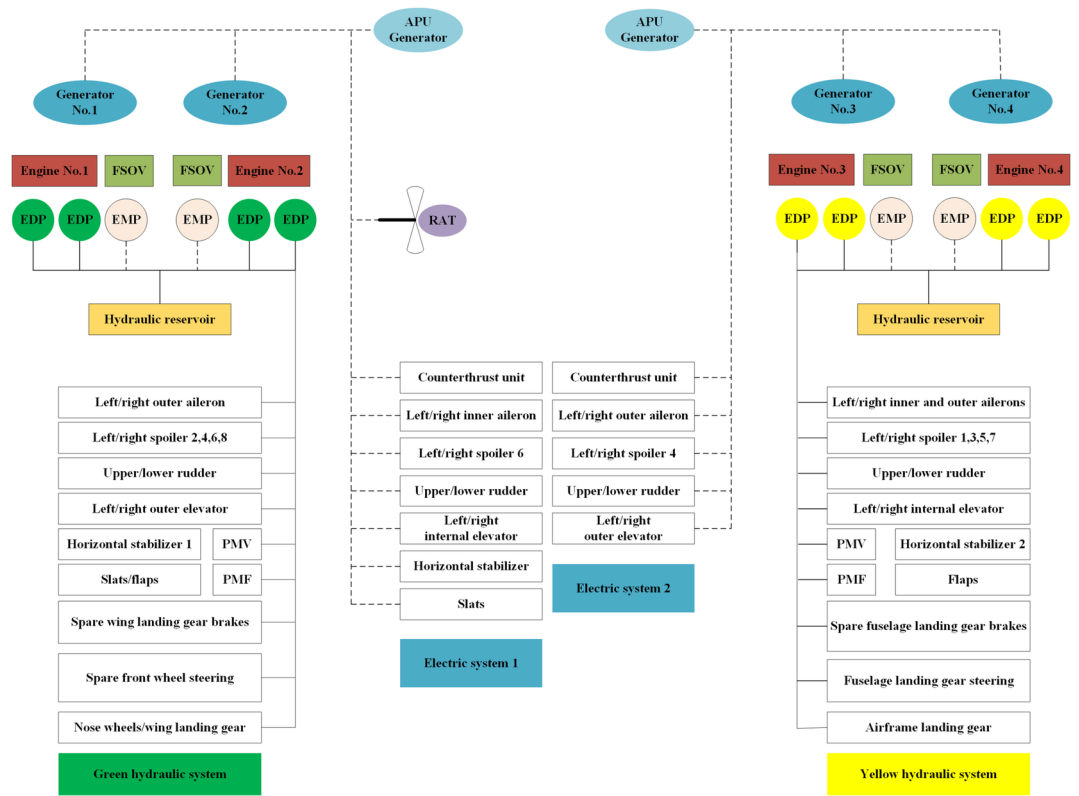 APU
Generator
APU
Generator
Generator
No.1
Generator
No.2
Generator
No.3
Generator
No.4
Engine No.1
FSOV
FSOV
Engine No.2
Engine No.3
FSOV
FSOV
Engine No.4
EDP
EDP
EMP
EMP
EDP
EDP
RAT
EDP
EDP
EMP
EMP
EDP
EDP
Hydraulic reservoir
Hydraulic reservoir
Left/right outer aileron
Left/right spoiler 2,4,6,8
Upper/lower rudder
Left/right outer elevator
Horizontal stabilizer 1
PMV
Slats/flaps
PMF
Spare wing landing gear brakes
Spare front wheel steering
Nose wheels/wing landing gear
Green hydraulic system
Counterthrust unit
Left/right inner aileron
Left/right spoiler 6
Upper/lower rudder
Left/right
internal elevator
Horizontal stabilizer
Slats
Electric system 1
Counterthrust unit
Left/right outer aileron
Left/right spoiler 4
Upper/lower rudder
Left/right
outer elevator
Electric system 2
Left/right inner and outer ailerons
Left/right spoiler 1,3,5,7
Upper/lower rudder
Left/right internal elevator
PMV
Horizontal stabilizer 2
PMF
Flaps
Spare fuselage landing gear brakes
Fuselage landing gear steering
Airframe landing gear
Yellow hydraulic system